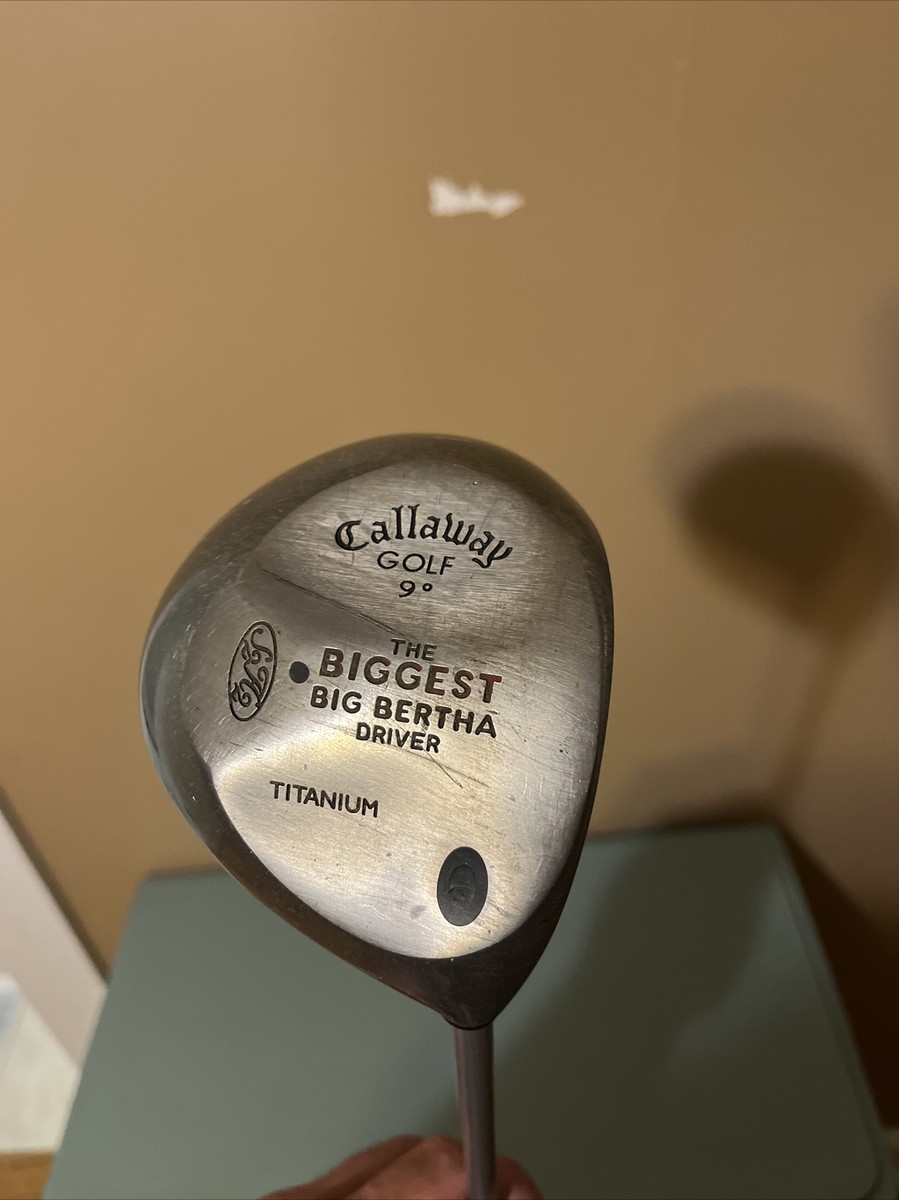 Callaway
GOLF
9°
THE
BIGGEST
BIG BERTHA
DRIVER
TITANIUM